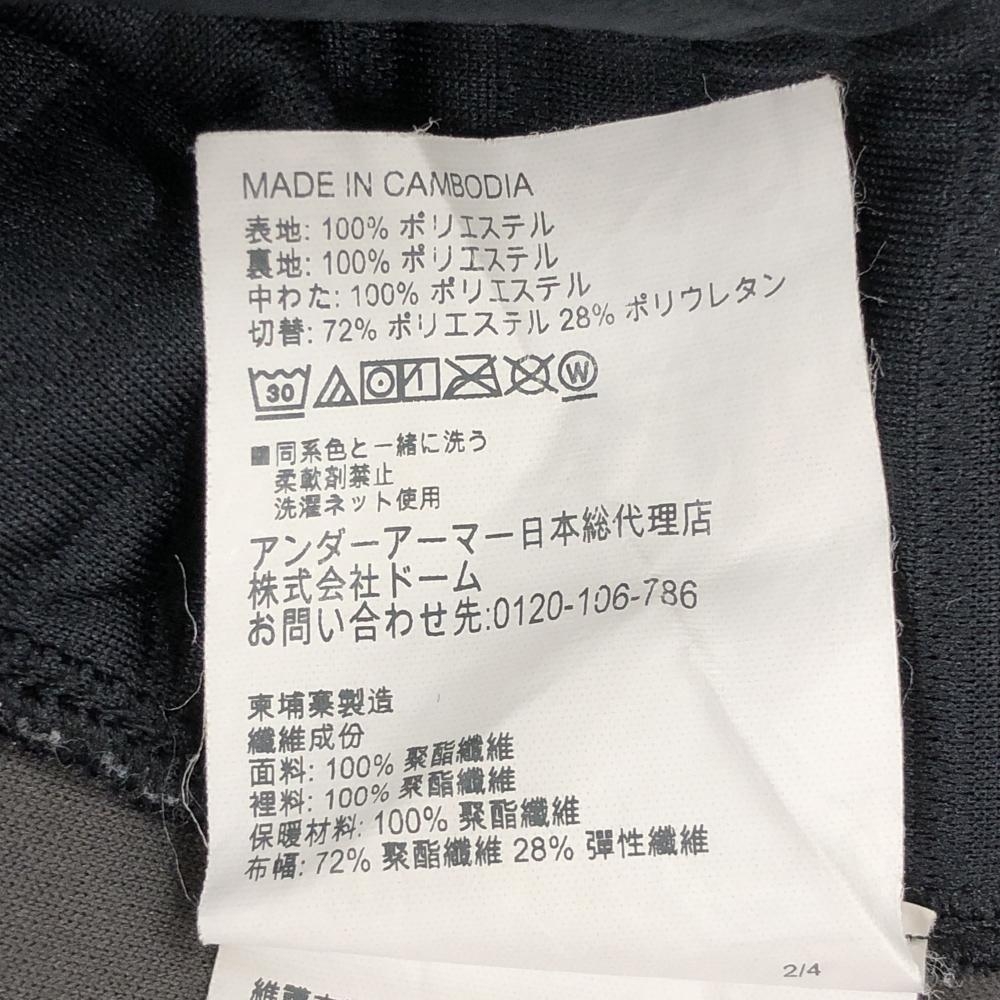 MADE IN CAMBODIA
表地: 100% ポリエステル
裏地: 100% ポリエステル
中わた: 100% ポリエステル
切替: 72% ポリエステル 28% ポリウレタン
30 W
■同系色と一緒に洗う
柔軟剤禁止
洗濯ネット使用
アンダーアーマー日本総代理店
株式会社ドーム
お問い合わせ先:0120-106-786
柬埔寨製造
纖維成份
面料: 100% 聚酯纖維
裡料: 100% 聚酯纖維
保暖材料: 100% 聚酯纖維
布幅: 72% 聚酯纖維 28% 彈性纖維
2/4